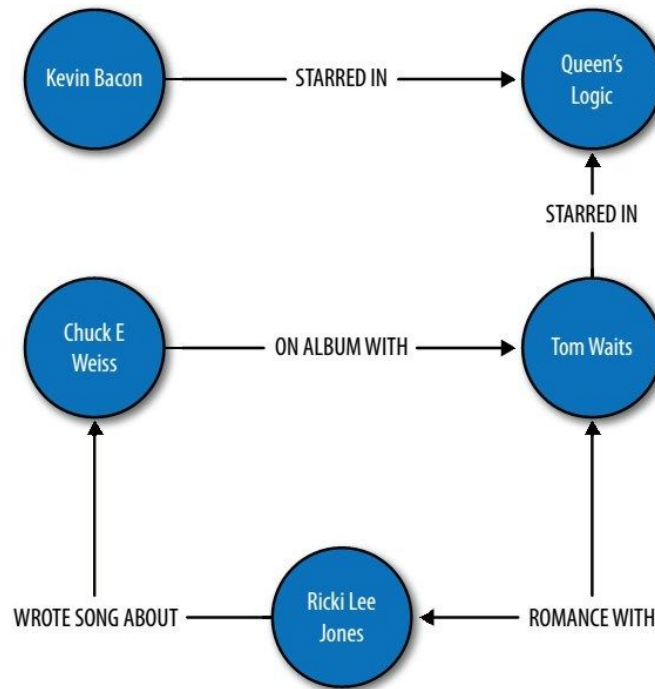 Kevin Bacon
STARRED IN
Queen's
Logic
STARRED IN
Chuck E
Weiss
ON ALBUM WITH
Tom Waits
WROTE SONG ABOUT
Ricki Lee
Jones
ROMANCE WITH